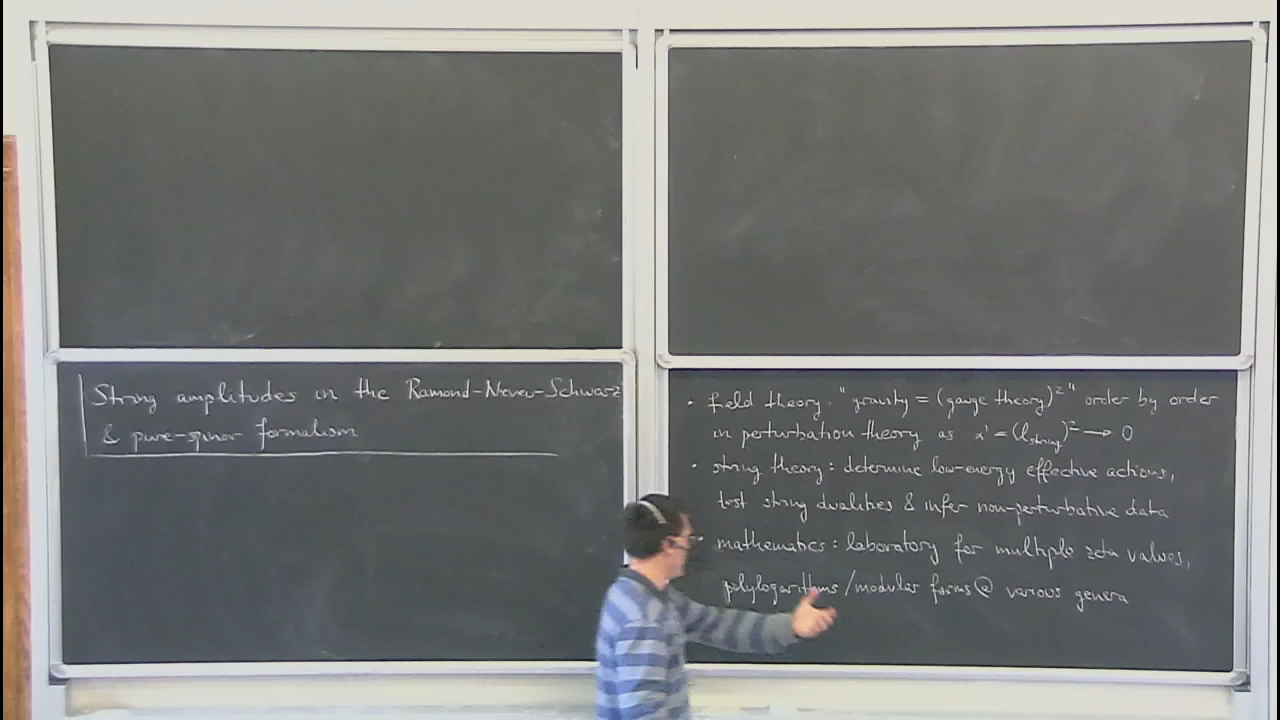 String amplitudes in the Ramond-Neveu-Schwarz
& pure-spinor formalism
• field theory: "gravity = (gauge theory)²" order by order
in perturbation theory as α' = (l_string)² → 0
• string theory: determine low-energy effective actions,
test string dualities & infer non-perturbative data
• mathematics: laboratory for multiple zeta values,
polylogarithms/modular forms @ various genera